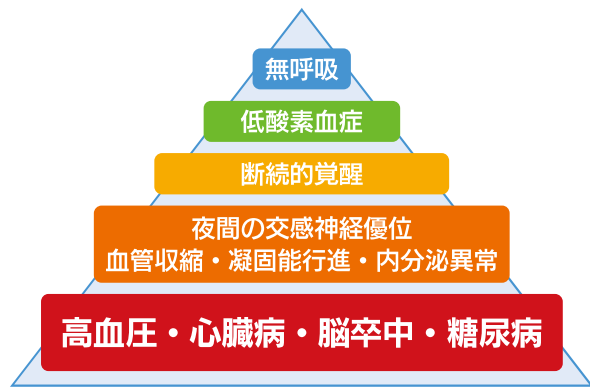 無呼吸
低酸素血症
断続的覚醒
夜間の交感神経優位
血管収縮・凝固能行進・内分泌異常
高血圧・心臓病・脳卒中・糖尿病